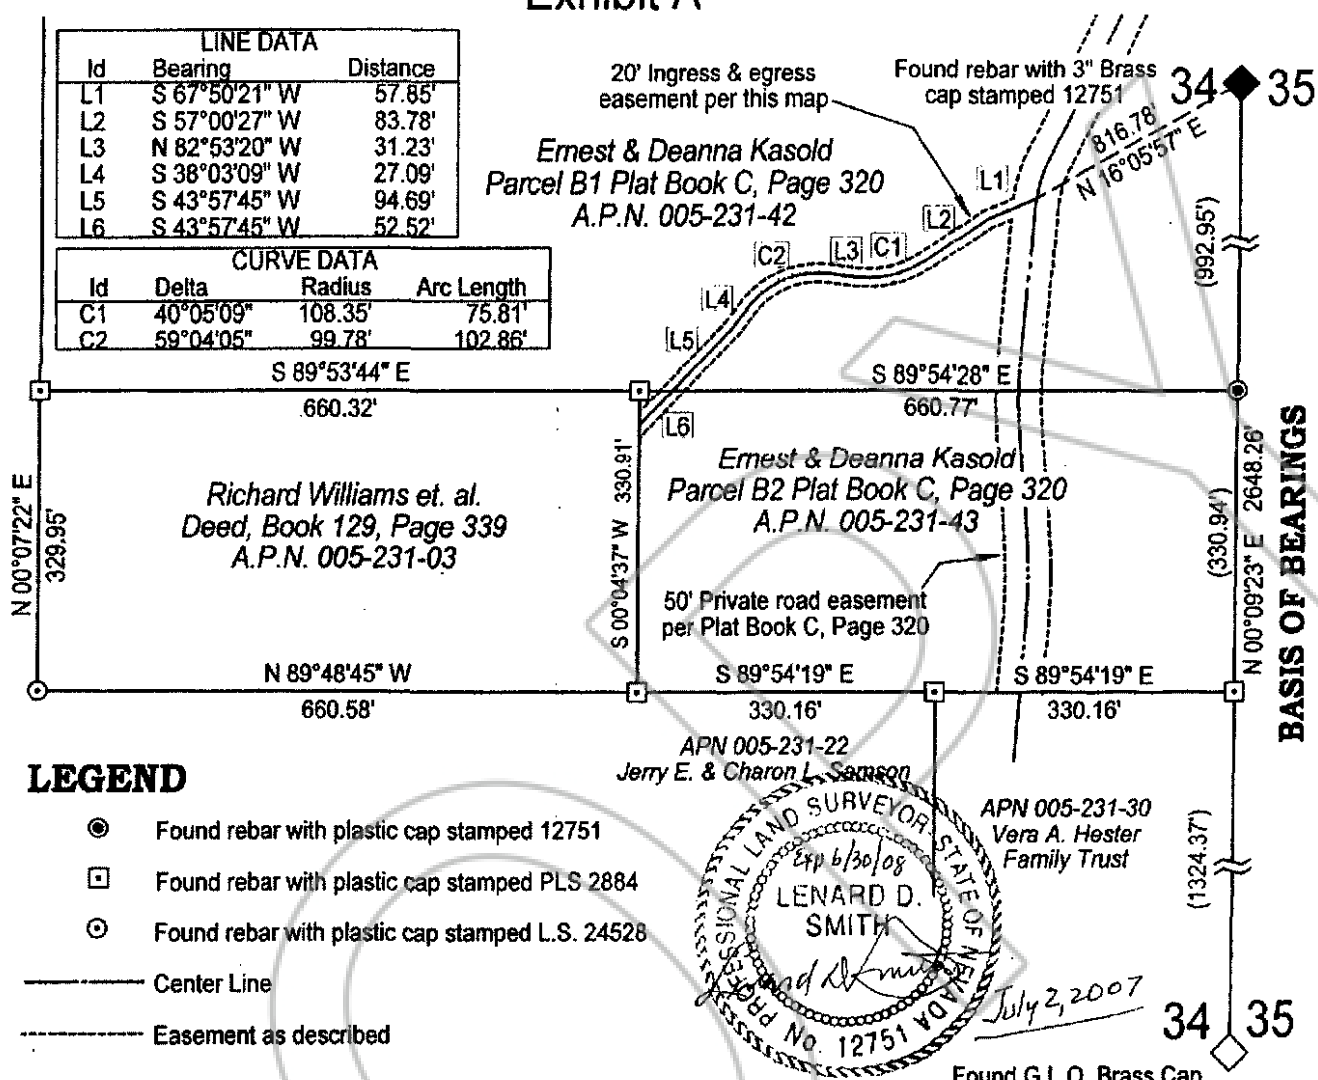 Exhibit A
LINE DATA
Id Bearing Distance
L1 S 67°50'21" W 57.85'
L2 S 57°00'27" W 83.78'
L3 N 82°53'20" W 31.23'
L4 S 38°03'09" W 27.09'
L5 S 43°57'45" W 94.69'
L6 S 43°57'45" W 52.52'
CURVE DATA
Id Delta Radius Arc Length
C1 40°05'09" 108.35' 75.81'
C2 59°04'05" 99.78' 102.86'
20' Ingress & egress
easement per this map
Found rebar with 3" Brass
cap stamped 12751
34 35
816.78'
N 16°05'57" E
Ernest & Deanna Kasold
Parcel B1 Plat Book C, Page 320
A.P.N. 005-231-42
L1
L2
C1
L3
C2
L4
L5
L6
(992.95')
S 89°53'44" E
660.32'
S 89°54'28" E
660.77'
N 00°07'22" E
329.95'
Richard Williams et. al.
Deed, Book 129, Page 339
A.P.N. 005-231-03
S 00°04'37" W 330.91'
Ernest & Deanna Kasold
Parcel B2 Plat Book C, Page 320
A.P.N. 005-231-43
50' Private road easement
per Plat Book C, Page 320
(330.94')
N 00°09'23" E 2648.26'
BASIS OF BEARINGS
N 89°48'45" W
660.58'
S 89°54'19" E
330.16'
S 89°54'19" E
330.16'
APN 005-231-22
Jerry E. & Charon L. Samson
APN 005-231-30
Vera A. Hester
Family Trust
(1324.37')
LEGEND
Found rebar with plastic cap stamped 12751
Found rebar with plastic cap stamped PLS 2884
Found rebar with plastic cap stamped L.S. 24528
Center Line
Easement as described
PROFESSIONAL LAND SURVEYOR STATE OF NEVADA
Exp 6/30/08
LENARD D.
SMITH
No. 12751
July 2, 2007
34 35
Found G.L.O. Brass Cap